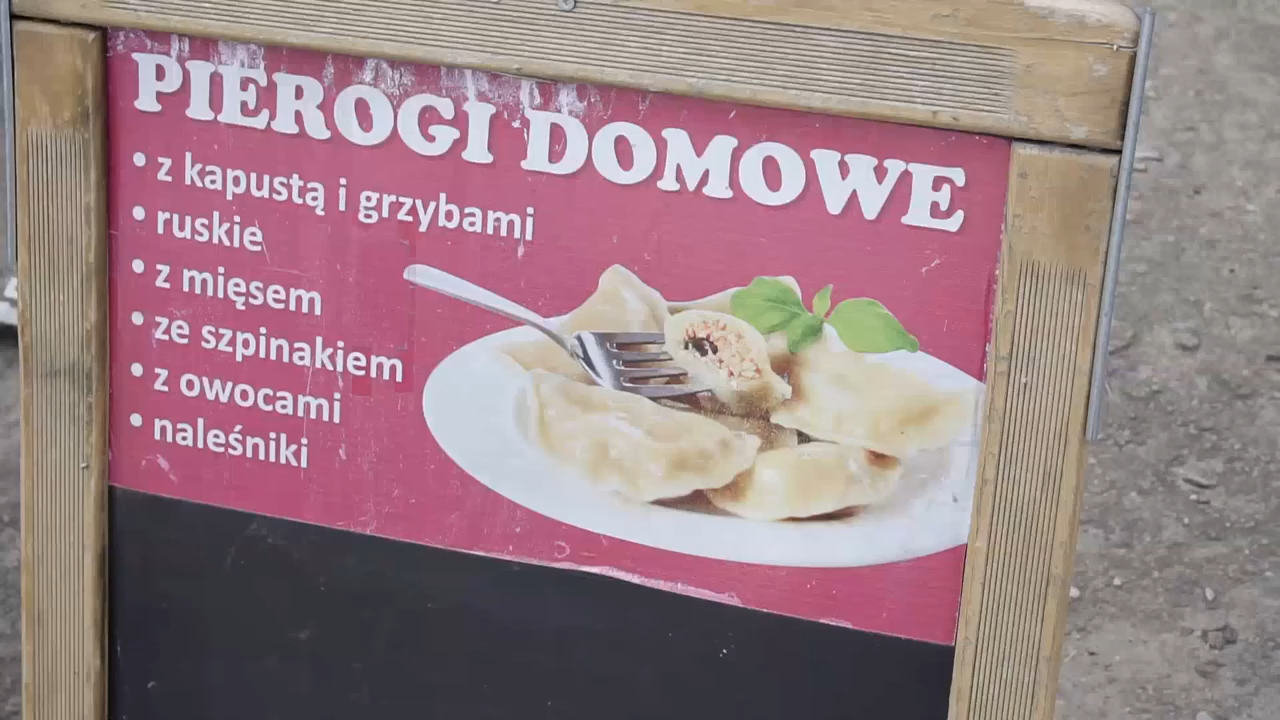 PIEROGI DOMOWE
• z kapustą i grzybami
• ruskie
• z mięsem
• ze szpinakiem
• z owocami
• naleśniki